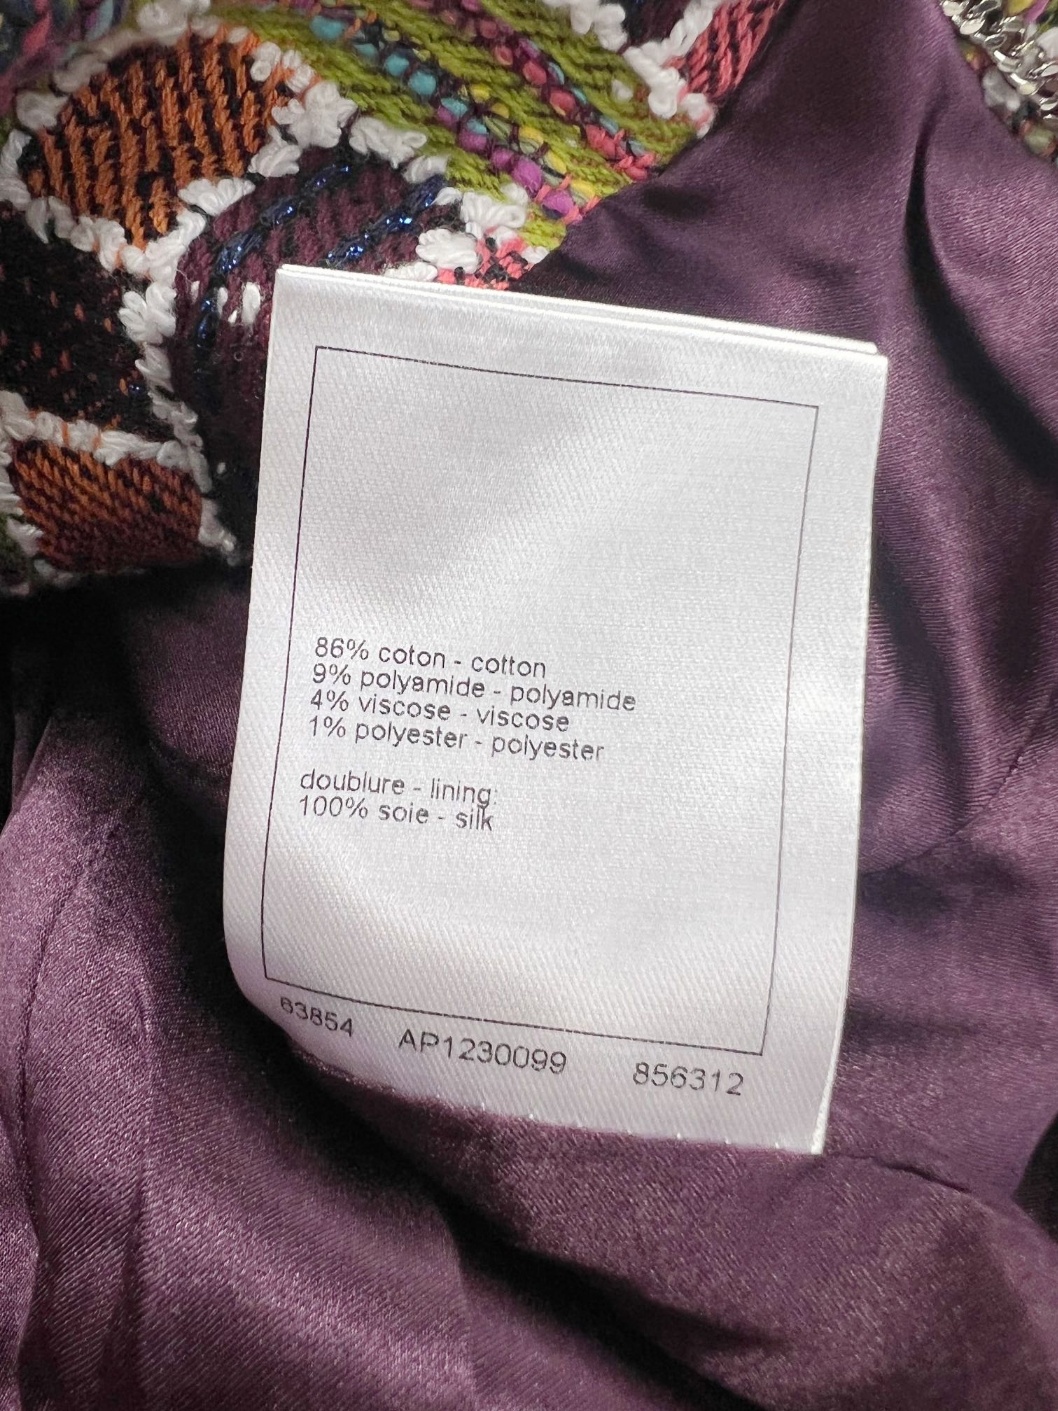 86% coton - cotton
9% polyamide - polyamide
4% viscose - viscose
1% polyester - polyester
doublure - lining:
100% soie - silk
63854 AP1230099 856312